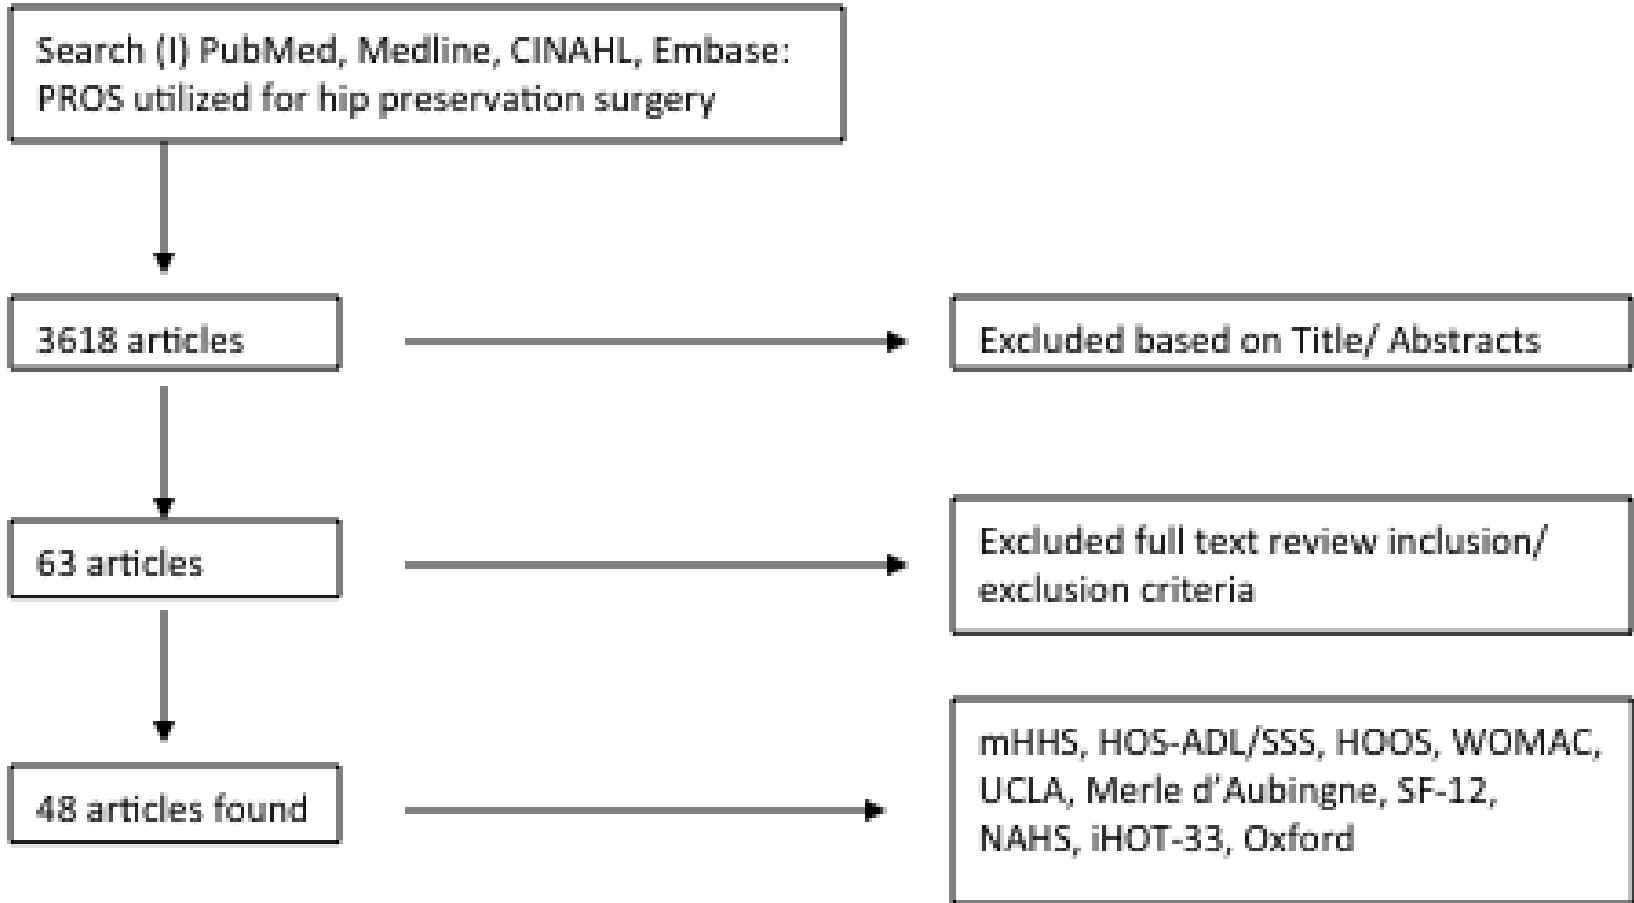 Search (I) PubMed, Medline, CINAHL, Embase:
PROS utilized for hip preservation surgery
3618 articles
Excluded based on Title/ Abstracts
63 articles
Excluded full text review inclusion/
exclusion criteria
48 articles found
mHHS, HOS-ADL/SSS, HOOS, WOMAC,
UCLA, Merle d'Aubingne, SF-12,
NAHS, iHOT-33, Oxford